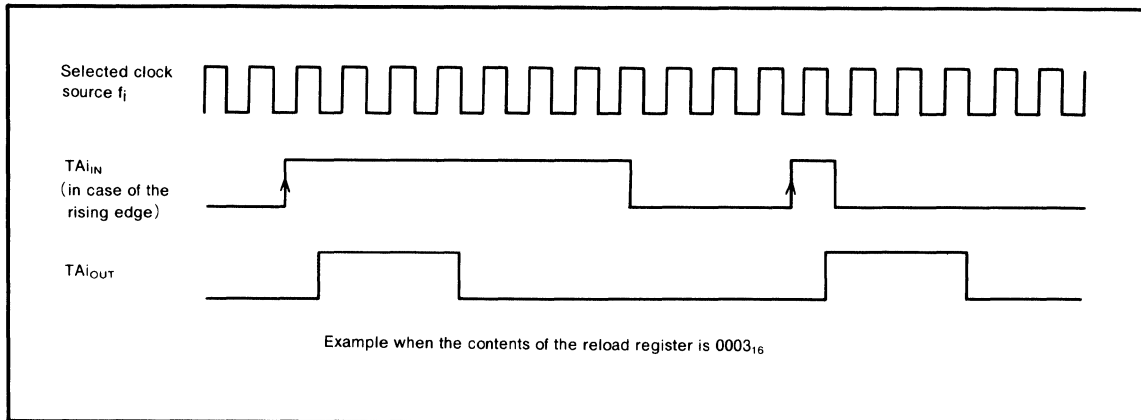 Selected clock
source fᵢ
TAiIN
(in case of the
rising edge)
TAiOUT
Example when the contents of the reload register is 0003₁₆